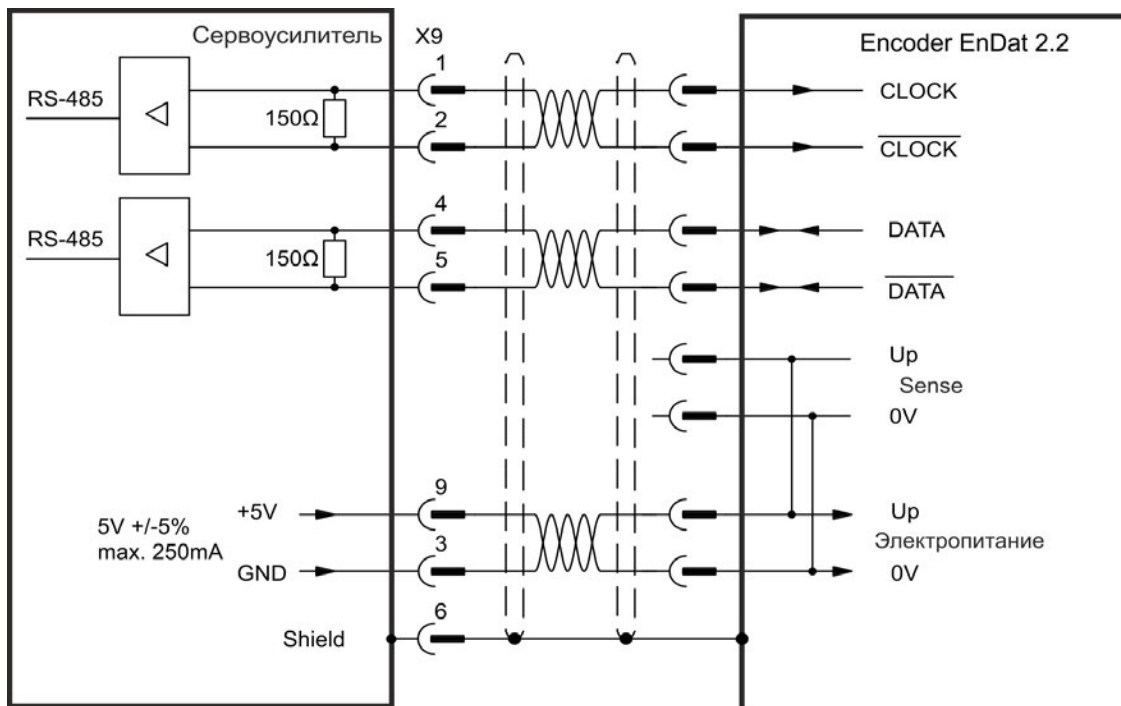 Сервоусилитель
X9
Encoder EnDat 2.2
RS-485
150Ω
1
2
CLOCK
CLOCK
RS-485
150Ω
4
5
DATA
DATA
Up
Sense
0V
5V +/-5%
max. 250mA
+5V
GND
9
3
Up
Электропитание
0V
Shield
6